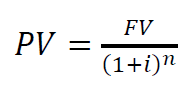 PV = FV / (1+i)^n